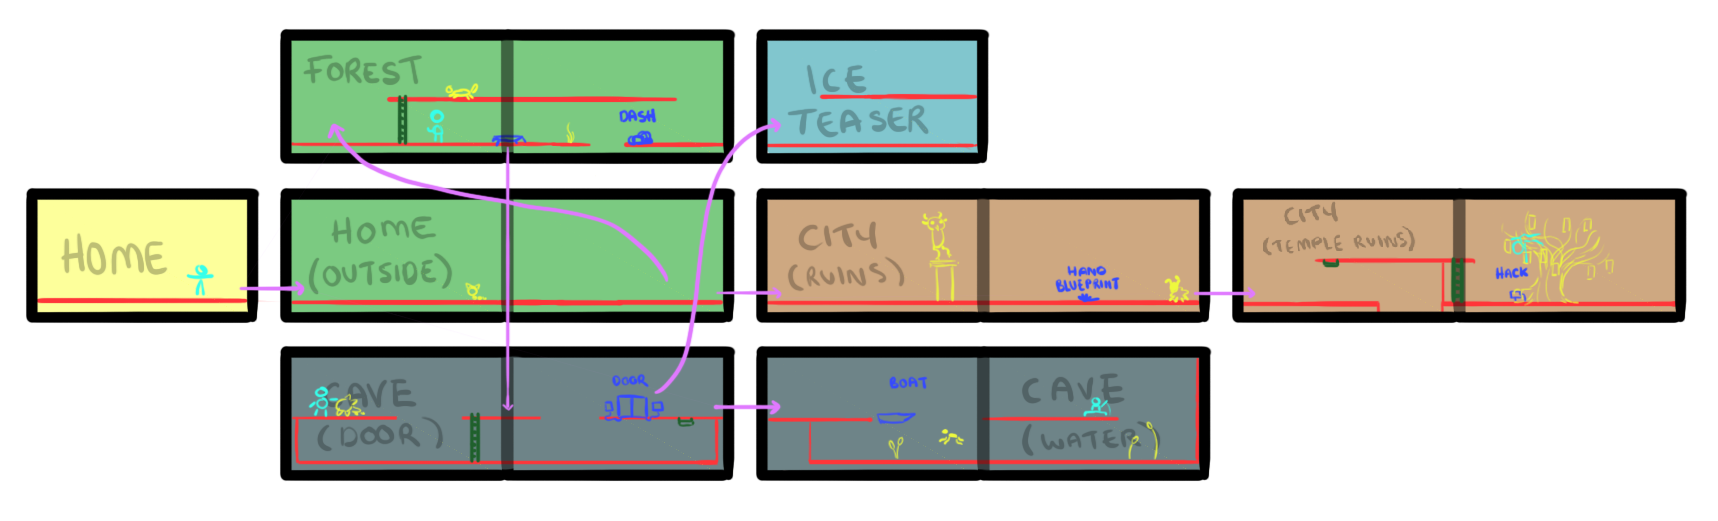 FOREST
DASH
ICE
TEASER
HOME
HOME
(OUTSIDE)
CITY
(RUINS)
HAND
BLUEPRINT
CITY
(TEMPLE RUINS)
HACK
CAVE
(DOOR)
DOOR
BOAT
CAVE
(WATER)